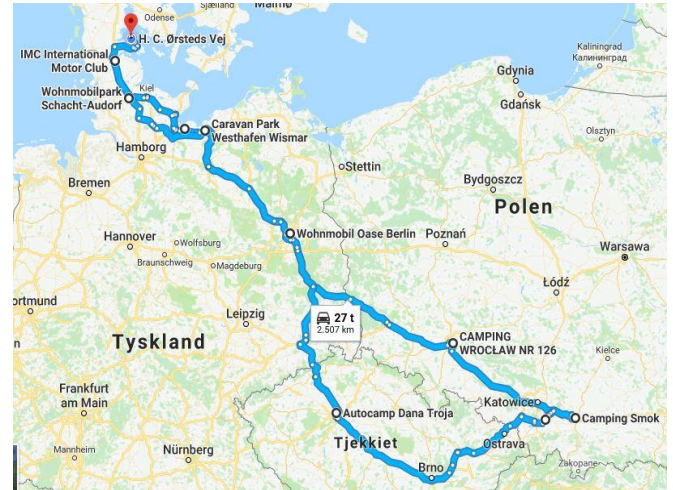 Odense
Sjælland
Malmö
H. C. Ørsteds Vej
IMC International
Motor Club
Kiel
Wohnmobilpark
Schacht-Audorf
Caravan Park
Westhafen Wismar
Hamborg
Bremen
Kaliningrad
Калининград
Gdynia
Gdańsk
Olsztyn
Stettin
Bydgoszcz
Polen
Hannover
Wolfsburg
Wohnmobil Oase Berlin
Poznań
Warsawa
Braunschweig
Magdeburg
Łódź
ortmund
Leipzig
27 t
2.507 km
Tyskland
CAMPING
WROCŁAW NR 126
Kielce
Frankfurt
am Main
Katowice
Autocamp Dana Troja
Camping Smok
Tjekkiet
Ostrava
Mannheim
Nürnberg
Brno
Zakopane